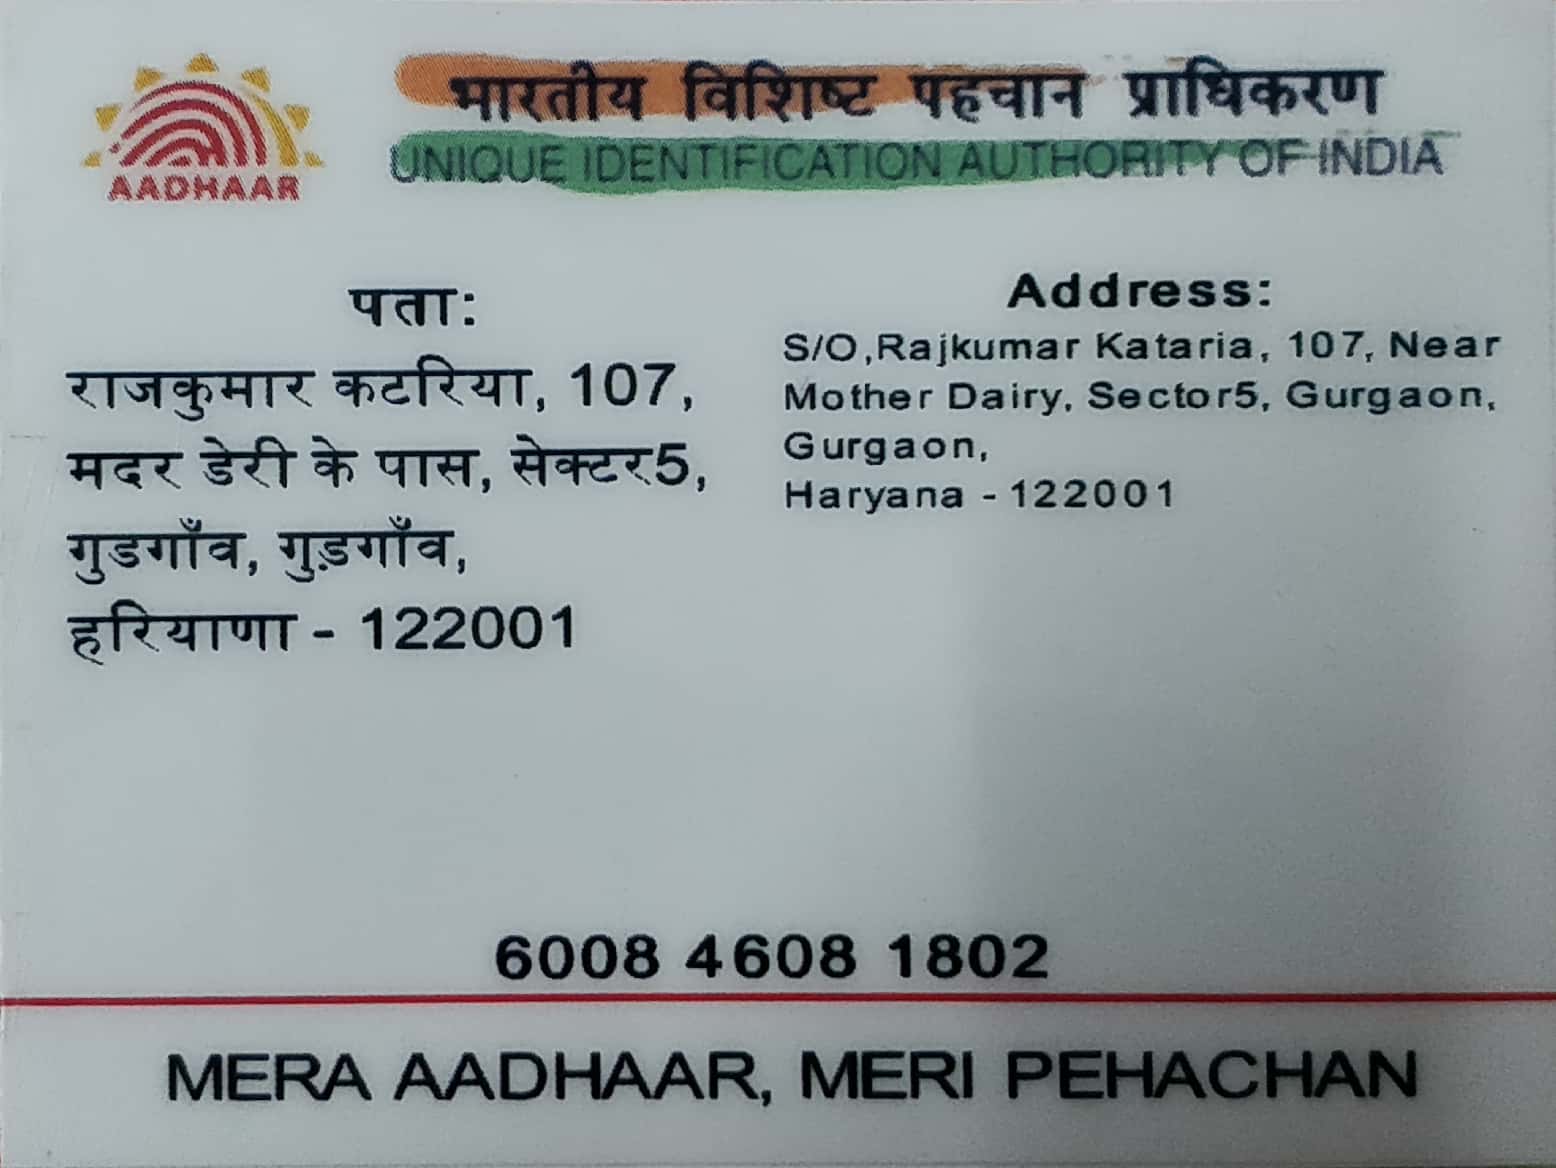 AADHAAR
भारतीय विशिष्ट पहचान प्राधिकरण
UNIQUE IDENTIFICATION AUTHORITY OF INDIA
पता:
राजकुमार कटारिया, 107,
मदर डेरी के पास, सेक्टर5,
गुडगाँव, गुड़गाँव,
हरियाणा - 122001
Address:
S/O,Rajkumar Kataria, 107, Near
Mother Dairy, Sector5, Gurgaon,
Gurgaon,
Haryana - 122001
6008 4608 1802
MERA AADHAAR, MERI PEHACHAN